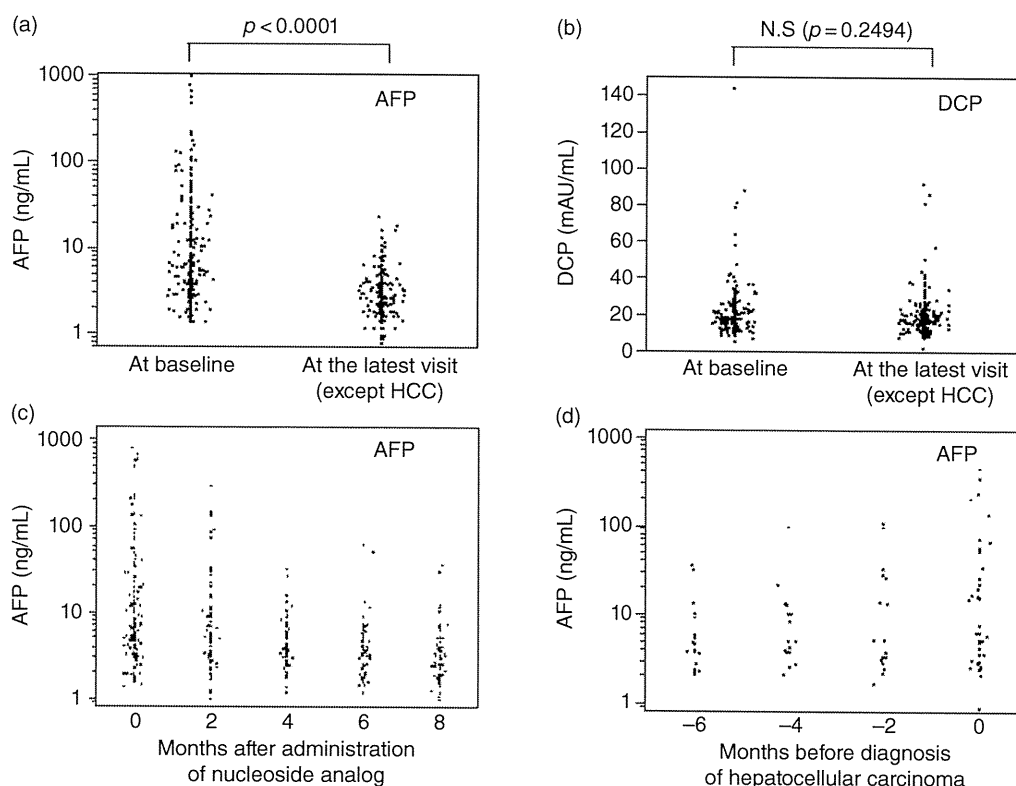 (a)
p < 0.0001
AFP
AFP (ng/mL)
1000
100
10
1
At baseline
At the latest visit
(except HCC)
(b)
N.S (p = 0.2494)
DCP
DCP (mAU/mL)
140
120
100
80
60
40
20
0
At baseline
At the latest visit
(except HCC)
(c)
AFP
AFP (ng/mL)
1000
100
10
1
0 2 4 6 8
Months after administration
of nucleoside analog
(d)
AFP
AFP (ng/mL)
1000
100
10
1
−6 −4 −2 0
Months before diagnosis
of hepatocellular carcinoma